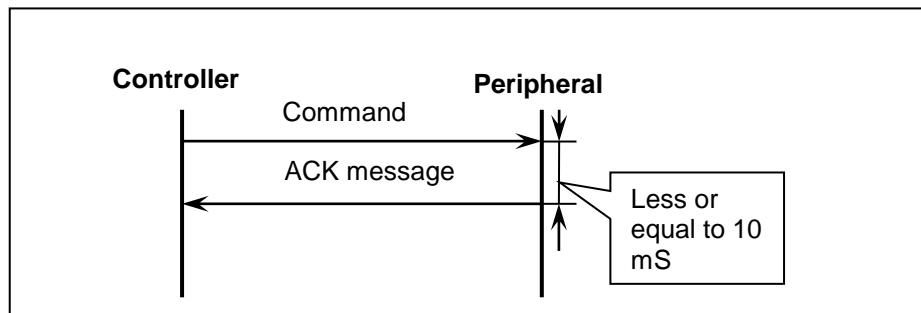 Controller
Peripheral
Command
ACK message
Less or
equal to 10
mS